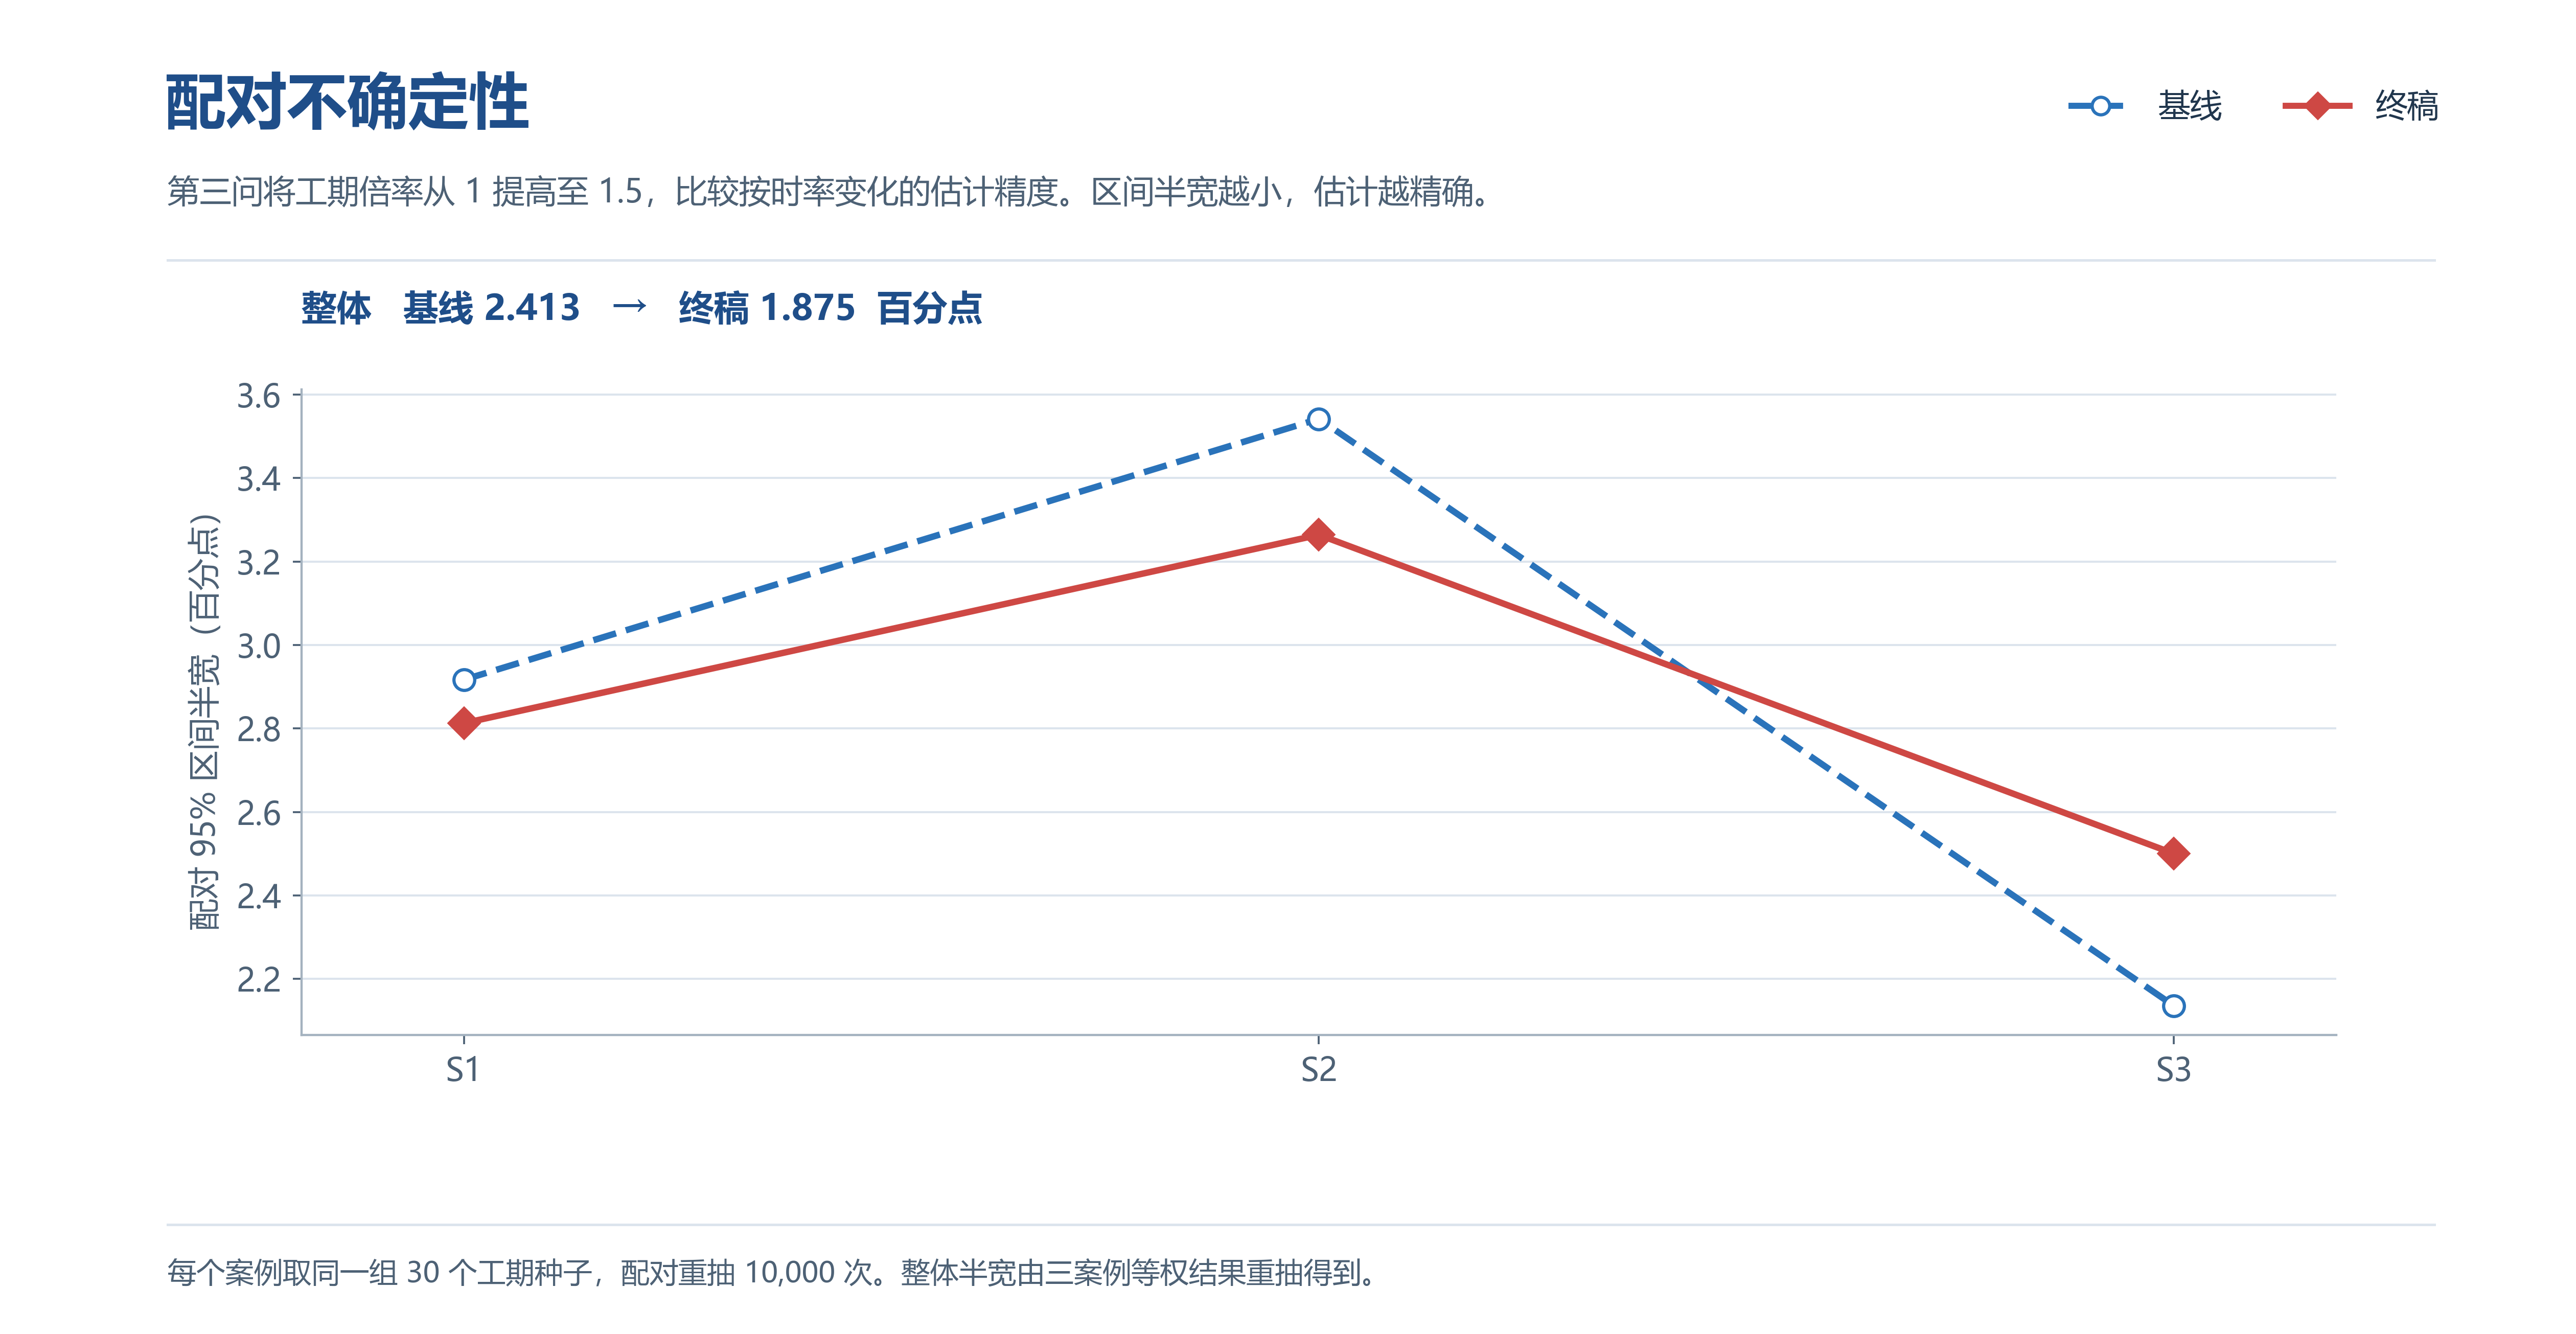 配对不确定性
基线 终稿
第三问将工期倍率从 1 提高至 1.5，比较按时率变化的估计精度。区间半宽越小，估计越精确。
整体 基线 2.413 → 终稿 1.875 百分点
配对 95% 区间半宽（百分点）
3.6
3.4
3.2
3.0
2.8
2.6
2.4
2.2
S1 S2 S3
每个案例取同一组 30 个工期种子，配对重抽 10,000 次。整体半宽由三案例等权结果重抽得到。